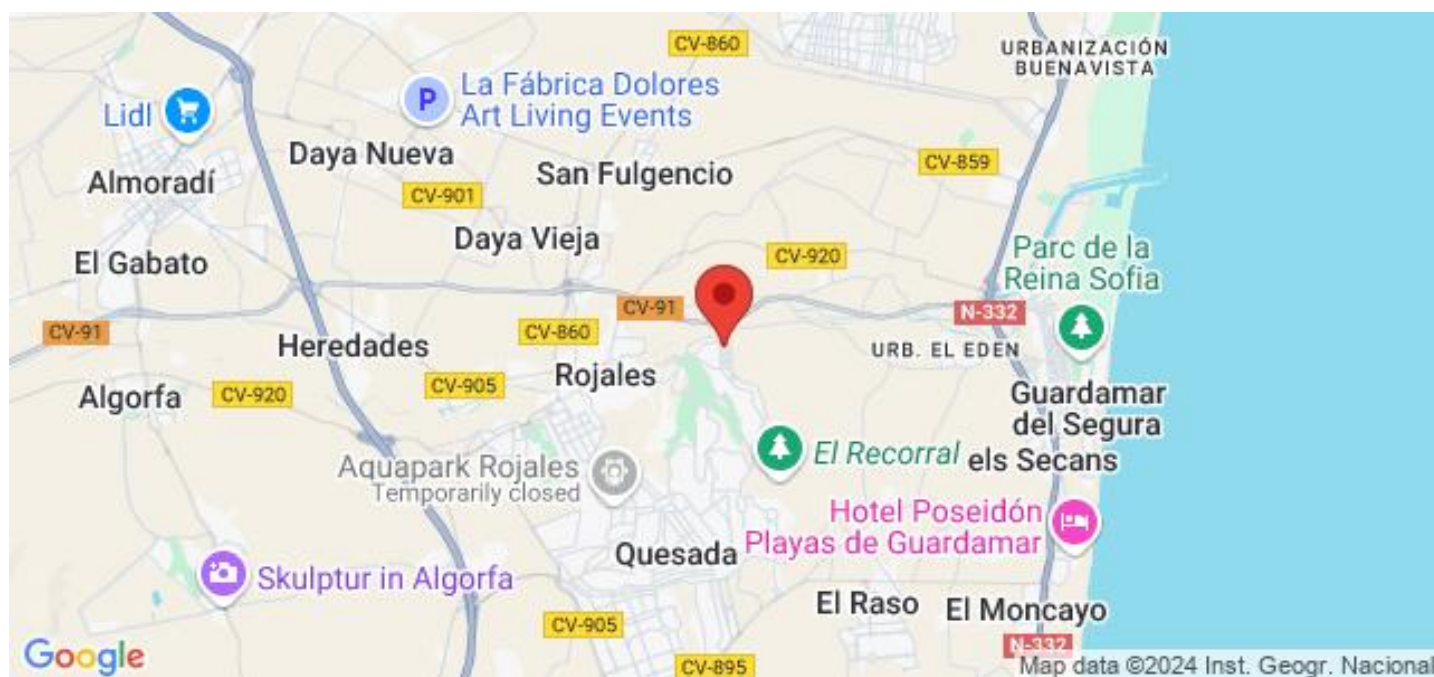 CV-860
URBANIZACIÓN
BUENAVISTA
La Fábrica Dolores
Art Living Events
P
Lidl
Daya Nueva
CV-859
San Fulgencio
Almoradí
CV-901
Daya Vieja
Parc de la
Reina Sofia
CV-920
El Gabato
CV-91
N-332
CV-91
CV-860
Heredades
URB. EL EDEN
Rojales
CV-905
Algorfa
CV-920
Guardamar
del Segura
El Recorral
els Secans
Aquapark Rojales
Temporarily closed
Hotel Poseidón
Playas de Guardamar
Quesada
Skulptur in Algorfa
El Raso
El Moncayo
CV-905
N-332
Google
CV-895
Map data ©2024 Inst. Geogr. Nacional